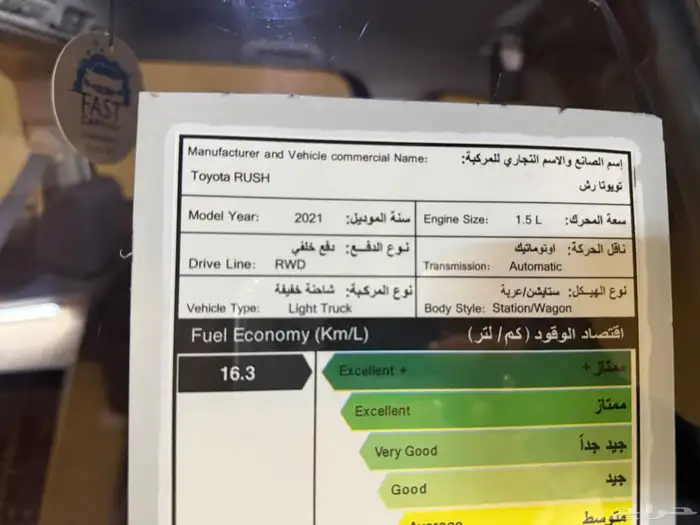 FAST
Manufacturer and Vehicle commercial Name: إسم الصانع والاسم التجاري للمركبة:
Toyota RUSH تويوتا رش
Model Year: 2021 سنة الموديل: Engine Size: 1.5 L سعة المحرك:
نوع الدفع: دفع خلفي ناقل الحركة: اوتوماتيك
Drive Line: RWD Transmission: Automatic
نوع المركبة: شاحنة خفيفة نوع الهيكل: ستايشن/عربة
Vehicle Type: Light Truck Body Style: Station/Wagon
Fuel Economy (Km/L) اقتصاد الوقود (كم/ لتر)
16.3 Excellent + ممتاز+
Excellent ممتاز
Very Good جيد جداً
Good جيد
Average متوسط